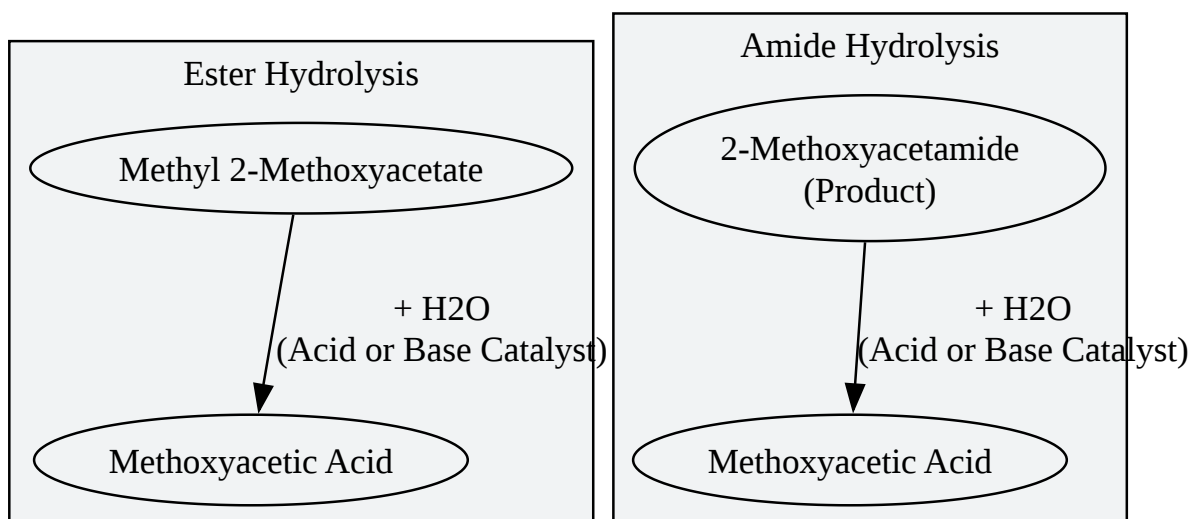 Ester Hydrolysis
Methyl 2-Methoxyacetate
+ H2O
(Acid or Base Catalyst)
Methoxyacetic Acid
Amide Hydrolysis
2-Methoxyacetamide
(Product)
+ H2O
(Acid or Base Catalyst)
Methoxyacetic Acid